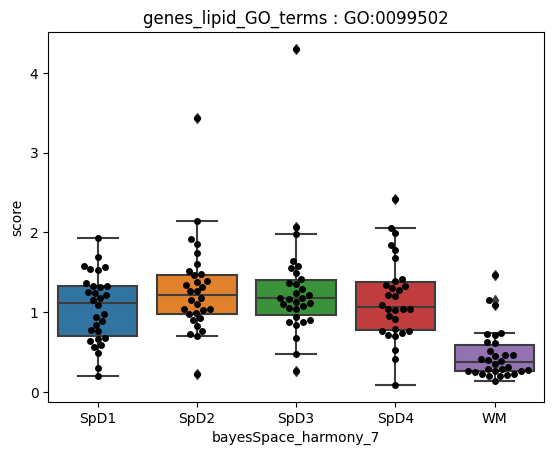 genes_lipid_GO_terms : GO:0099502
score
4
3
2
1
0
SpD1 SpD2 SpD3 SpD4 WM
bayesSpace_harmony_7